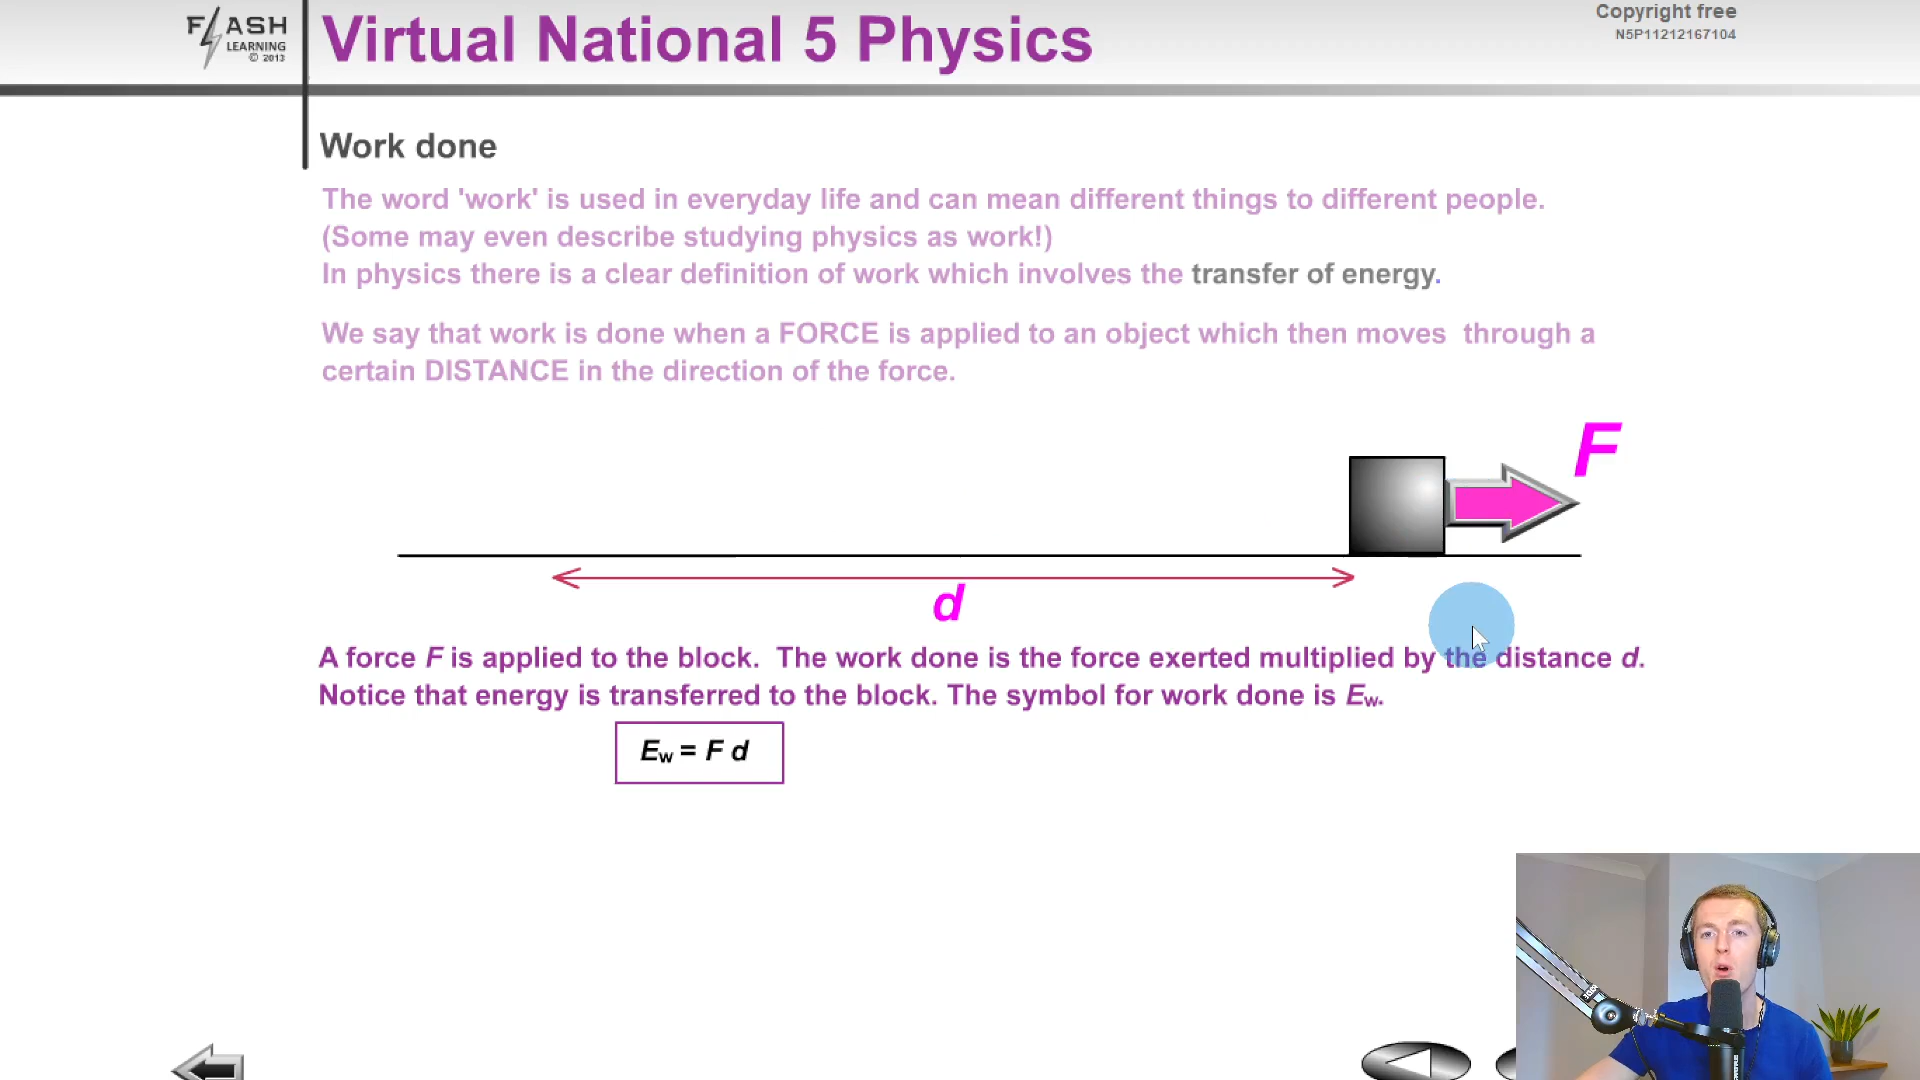 FLASH
LEARNING
© 2013
Virtual National 5 Physics
Copyright free
N5P11212167104
Work done
The word 'work' is used in everyday life and can mean different things to different people.
(Some may even describe studying physics as work!)
In physics there is a clear definition of work which involves the transfer of energy.
We say that work is done when a FORCE is applied to an object which then moves through a
certain DISTANCE in the direction of the force.
F
d
A force F is applied to the block. The work done is the force exerted multiplied by the distance d.
Notice that energy is transferred to the block. The symbol for work done is Ew.
Ew = F d